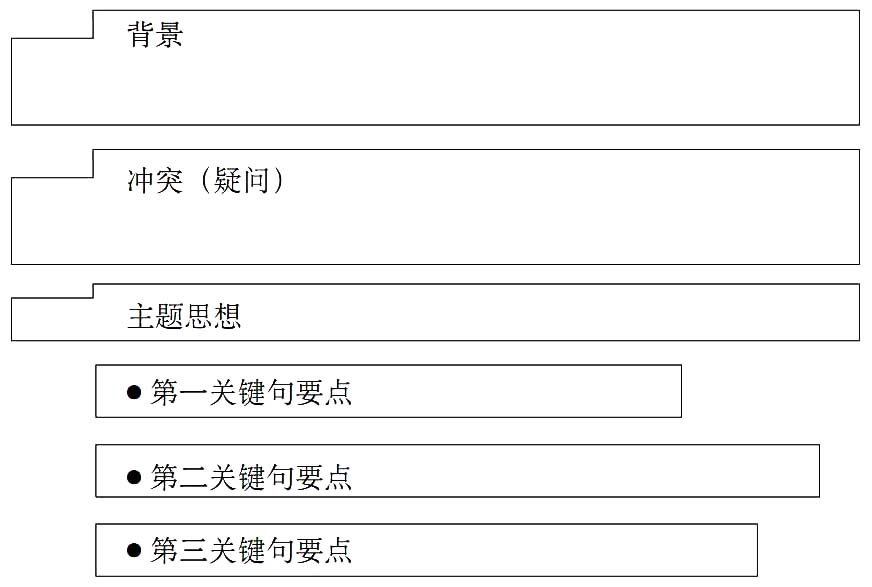 背景
冲突（疑问）
主题思想
●第一关键句要点
●第二关键句要点
●第三关键句要点